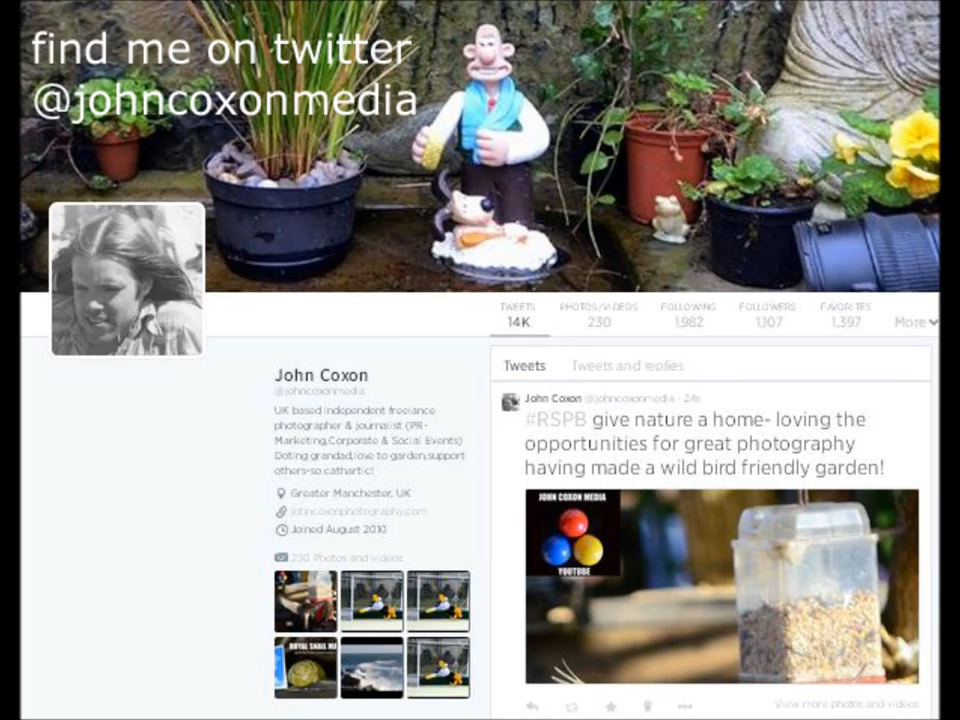 find me on twitter
@johncoxonmedia
TWEETS
14K
PHOTOS/VIDEOS
230
FOLLOWING
1,982
FOLLOWERS
1,107
FAVORITES
1,397
More
John Coxon
@johncoxonmedia
UK based independent freelance
photographer & journalist (PR-
Marketing,Corporate & Social Events)
Doting grandad,love to garden,support
others-so cathartic!
Greater Manchester, UK
johncoxonphotography.com
Joined August 2010
230 Photos and videos
ROYAL SNAIL MA
Tweets Tweets and replies
John Coxon @johncoxonmedia · 24s
#RSPB give nature a home- loving the
opportunities for great photography
having made a wild bird friendly garden!
JOHN COXON MEDIA
YOUTUBE
View more photos and videos